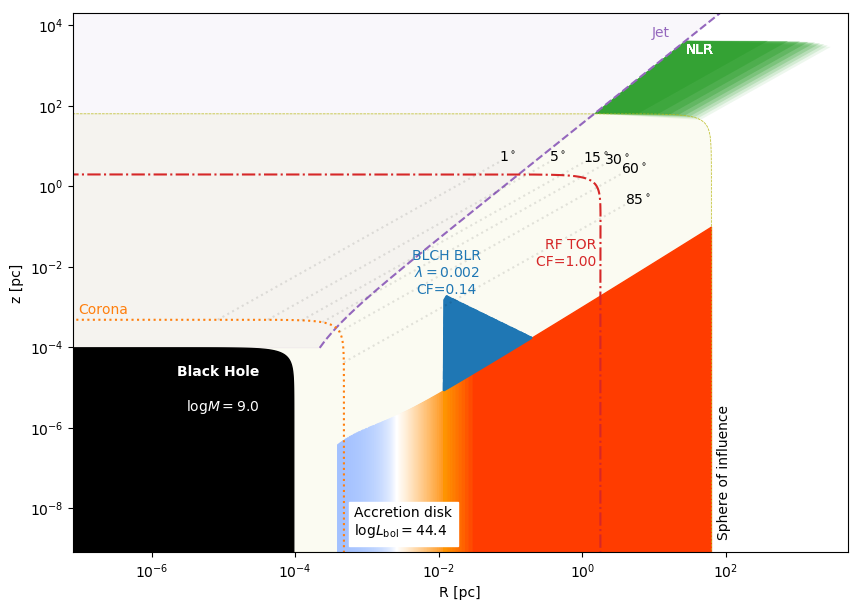 Jet
NLR
1°
5°
15°
30°
60°
85°
BLCH BLR
λ = 0.002
CF=0.14
RF TOR
CF=1.00
Corona
Black Hole
logM = 9.0
Accretion disk
logL_bol = 44.4
Sphere of influence
z [pc]
10^4
10^2
10^0
10^−2
10^−4
10^−6
10^−8
10^−6
10^−4
10^−2
10^0
10^2
R [pc]